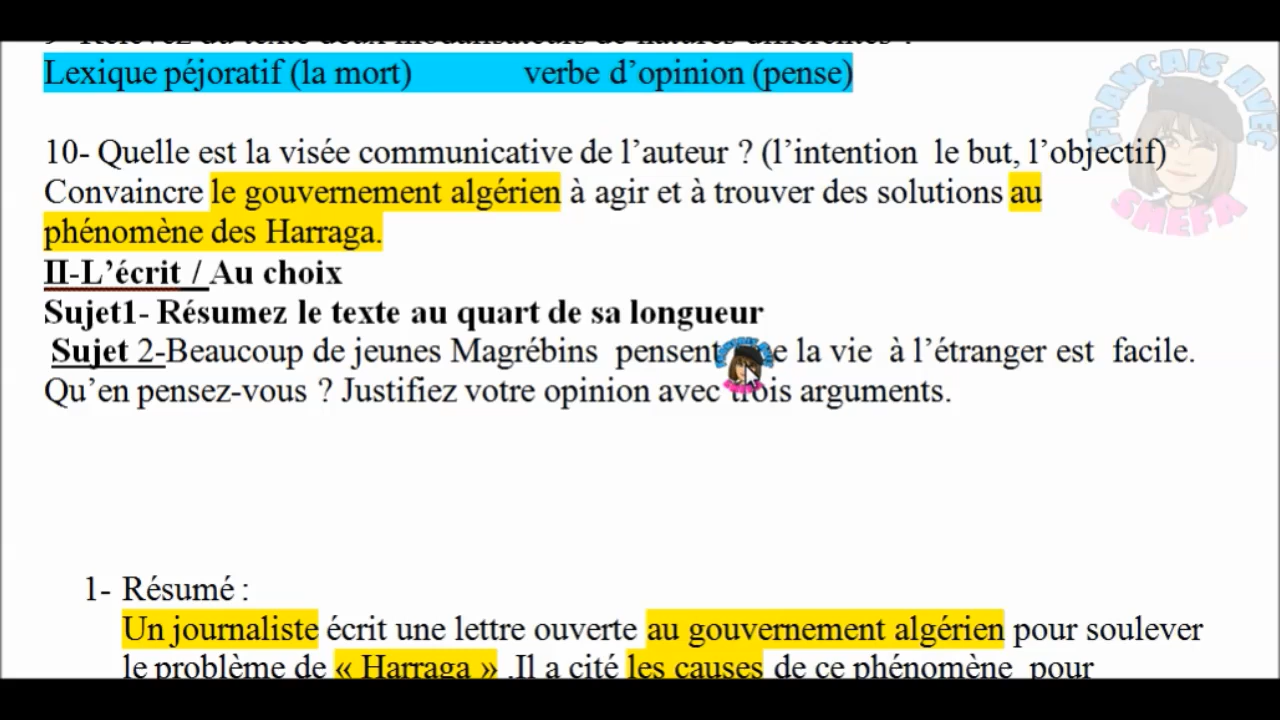 Lexique péjoratif (la mort) verbe d’opinion (pense)
10- Quelle est la visée communicative de l’auteur ? (l’intention le but, l’objectif)
Convaincre le gouvernement algérien à agir et à trouver des solutions au
phénomène des Harraga.
II-L’écrit / Au choix
Sujet1- Résumez le texte au quart de sa longueur
Sujet 2-Beaucoup de jeunes Magrébins pensent la vie à l’étranger est facile.
Qu’en pensez-vous ? Justifiez votre opinion avec trois arguments.
1- Résumé :
Un journaliste écrit une lettre ouverte au gouvernement algérien pour soulever
le problème de « Harraga » .Il a cité les causes de ce phénomène pour
FRANÇAIS AVEC
SMEFA